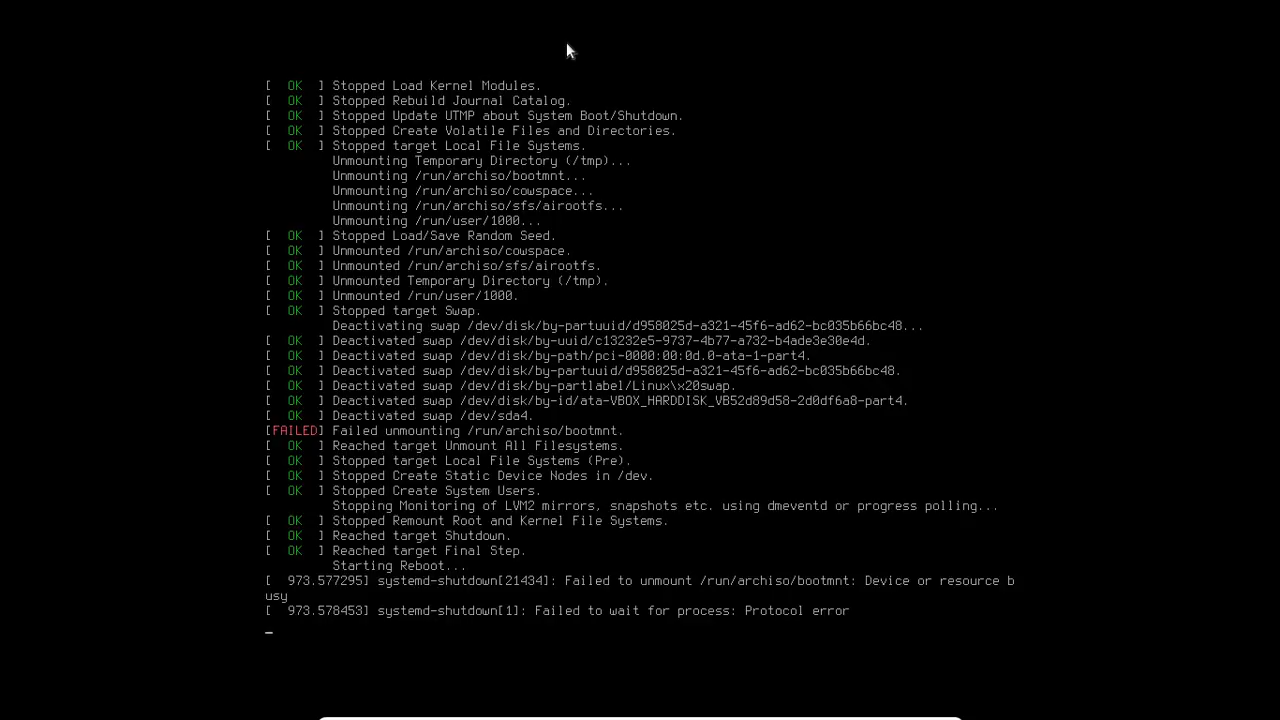 [  OK  ] Stopped Load Kernel Modules.
[  OK  ] Stopped Rebuild Journal Catalog.
[  OK  ] Stopped Update UTMP about System Boot/Shutdown.
[  OK  ] Stopped Create Volatile Files and Directories.
[  OK  ] Stopped target Local File Systems.
         Unmounting Temporary Directory (/tmp)...
         Unmounting /run/archiso/bootmnt...
         Unmounting /run/archiso/cowspace...
         Unmounting /run/archiso/sfs/airootfs...
         Unmounting /run/user/1000...
[  OK  ] Stopped Load/Save Random Seed.
[  OK  ] Unmounted /run/archiso/cowspace.
[  OK  ] Unmounted /run/archiso/sfs/airootfs.
[  OK  ] Unmounted Temporary Directory (/tmp).
[  OK  ] Unmounted /run/user/1000.
[  OK  ] Stopped target Swap.
         Deactivating swap /dev/disk/by-partuuid/d958025d-a321-45f6-ad62-bc035b66bc48...
[  OK  ] Deactivated swap /dev/disk/by-uuid/c13232e5-9737-4b77-a732-b4ade3e30e4d.
[  OK  ] Deactivated swap /dev/disk/by-path/pci-0000:00:0d.0-ata-1-part4.
[  OK  ] Deactivated swap /dev/disk/by-partuuid/d958025d-a321-45f6-ad62-bc035b66bc48.
[  OK  ] Deactivated swap /dev/disk/by-partlabel/Linux\x20swap.
[  OK  ] Deactivated swap /dev/disk/by-id/ata-VBOX_HARDDISK_VB52d89d58-2d0df6a8-part4.
[  OK  ] Deactivated swap /dev/sda4.
[FAILED] Failed unmounting /run/archiso/bootmnt.
[  OK  ] Reached target Unmount All Filesystems.
[  OK  ] Stopped target Local File Systems (Pre).
[  OK  ] Stopped Create Static Device Nodes in /dev.
[  OK  ] Stopped Create System Users.
         Stopping Monitoring of LVM2 mirrors, snapshots etc. using dmeventd or progress polling...
[  OK  ] Stopped Remount Root and Kernel File Systems.
[  OK  ] Reached target Shutdown.
[  OK  ] Reached target Final Step.
         Starting Reboot...
[  973.577295] systemd-shutdown[21434]: Failed to unmount /run/archiso/bootmnt: Device or resource b
usy
[  973.578453] systemd-shutdown[1]: Failed to wait for process: Protocol error